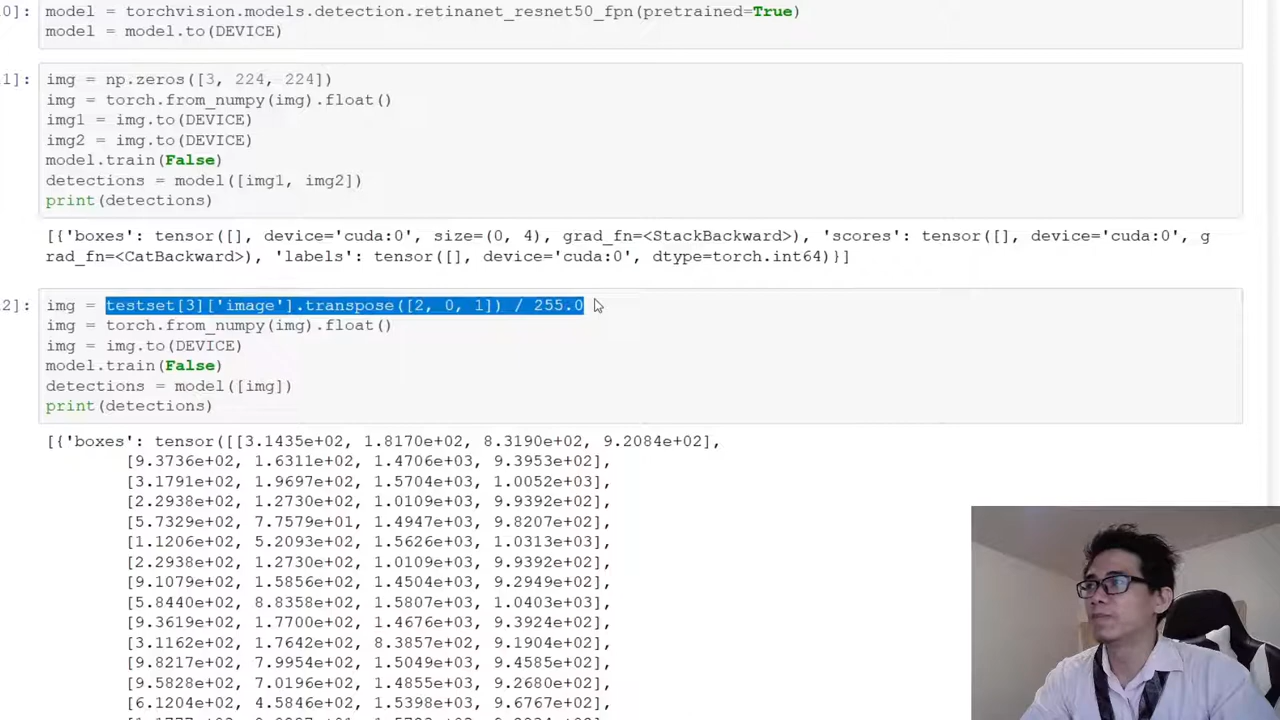 0]: model = torchvision.models.detection.retinanet_resnet50_fpn(pretrained=True)
model = model.to(DEVICE)
1]: img = np.zeros([3, 224, 224])
img = torch.from_numpy(img).float()
img1 = img.to(DEVICE)
img2 = img.to(DEVICE)
model.train(False)
detections = model([img1, img2])
print(detections)
[{'boxes': tensor([], device='cuda:0', size=(0, 4), grad_fn=<StackBackward>), 'scores': tensor([], device='cuda:0', g
rad_fn=<CatBackward>), 'labels': tensor([], device='cuda:0', dtype=torch.int64)}]
2]: img = testset[3]['image'].transpose([2, 0, 1]) / 255.0
img = torch.from_numpy(img).float()
img = img.to(DEVICE)
model.train(False)
detections = model([img])
print(detections)
[{'boxes': tensor([[3.1435e+02, 1.8170e+02, 8.3190e+02, 9.2084e+02],
[9.3736e+02, 1.6311e+02, 1.4706e+03, 9.3953e+02],
[3.1791e+02, 1.9697e+02, 1.5704e+03, 1.0052e+03],
[2.2938e+02, 1.2730e+02, 1.0109e+03, 9.9392e+02],
[5.7329e+02, 7.7579e+01, 1.4947e+03, 9.8207e+02],
[1.1206e+02, 5.2093e+02, 1.5626e+03, 1.0313e+03],
[2.2938e+02, 1.2730e+02, 1.0109e+03, 9.9392e+02],
[9.1079e+02, 1.5856e+02, 1.4504e+03, 9.2949e+02],
[5.8440e+02, 8.8358e+02, 1.5807e+03, 1.0403e+03],
[9.3619e+02, 1.7700e+02, 1.4676e+03, 9.3924e+02],
[3.1162e+02, 1.7642e+02, 8.3857e+02, 9.1904e+02],
[9.8217e+02, 7.9954e+02, 1.5049e+03, 9.4585e+02],
[9.5828e+02, 7.0196e+02, 1.4855e+03, 9.2680e+02],
[6.1204e+02, 4.5846e+02, 1.5398e+03, 9.6767e+02],